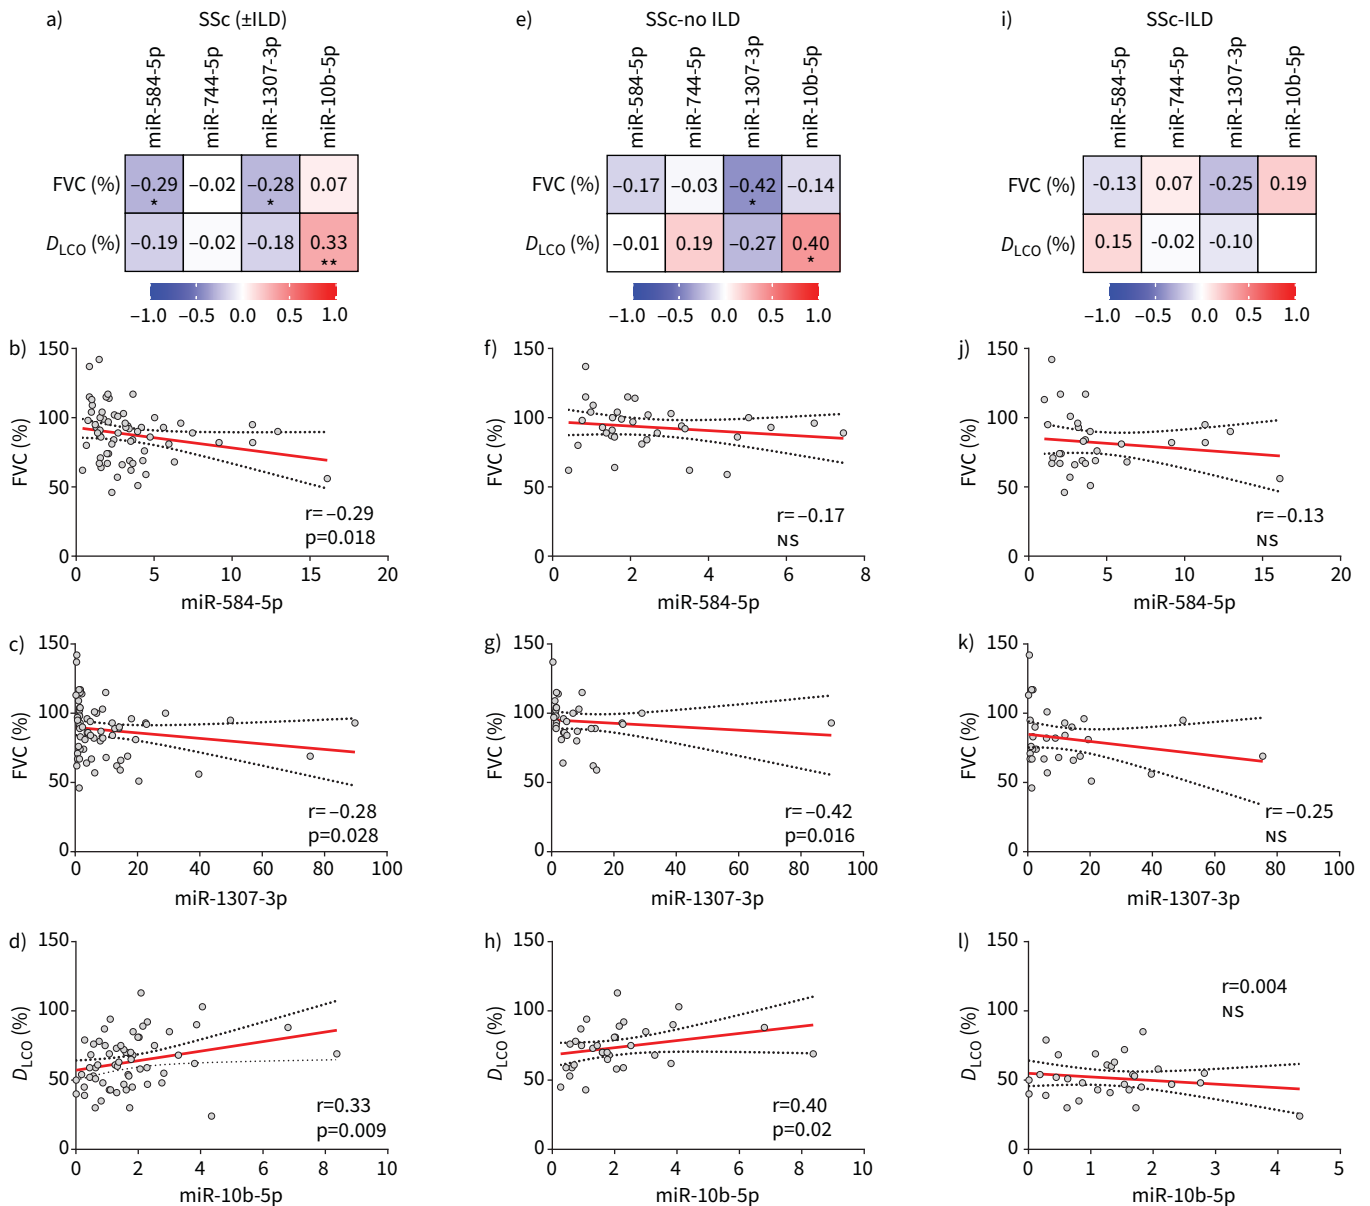 a) SSc (±ILD)
miR-584-5p
miR-744-5p
miR-1307-3p
miR-10b-5p
FVC (%) –0.29 –0.02 –0.28 0.07
* *
DLCO (%) –0.19 –0.02 –0.18 0.33
**
–1.0 –0.5 0.0 0.5 1.0
e) SSc-no ILD
miR-584-5p
miR-744-5p
miR-1307-3p
miR-10b-5p
FVC (%) –0.17 –0.03 –0.42 –0.14
*
DLCO (%) –0.01 0.19 –0.27 0.40
*
–1.0 –0.5 0.0 0.5 1.0
i) SSc-ILD
miR-584-5p
miR-744-5p
miR-1307-3p
miR-10b-5p
FVC (%) -0.13 0.07 –0.25 0.19
DLCO (%) 0.15 -0.02 –0.10
–1.0 –0.5 0.0 0.5 1.0
b)
150
100
50
0
FVC (%)
r= –0.29
p=0.018
0 5 10 15 20
miR-584-5p
f)
150
100
50
0
FVC (%)
r= –0.17
NS
0 2 4 6 8
miR-584-5p
j)
150
100
50
0
FVC (%)
r= –0.13
NS
0 5 10 15 20
miR-584-5p
c)
150
100
50
0
FVC (%)
r= –0.28
p=0.028
0 20 40 60 80 100
miR-1307-3p
g)
150
100
50
0
FVC (%)
r= –0.42
p=0.016
0 20 40 60 80 100
miR-1307-3p
k)
150
100
50
0
FVC (%)
r= –0.25
NS
0 20 40 60 80 100
miR-1307-3p
d)
150
100
50
0
DLCO (%)
r=0.33
p=0.009
0 2 4 6 8 10
miR-10b-5p
h)
150
100
50
0
DLCO (%)
r=0.40
p=0.02
0 2 4 6 8 10
miR-10b-5p
l)
150
100
50
0
DLCO (%)
r=0.004
NS
0 1 2 3 4 5
miR-10b-5p